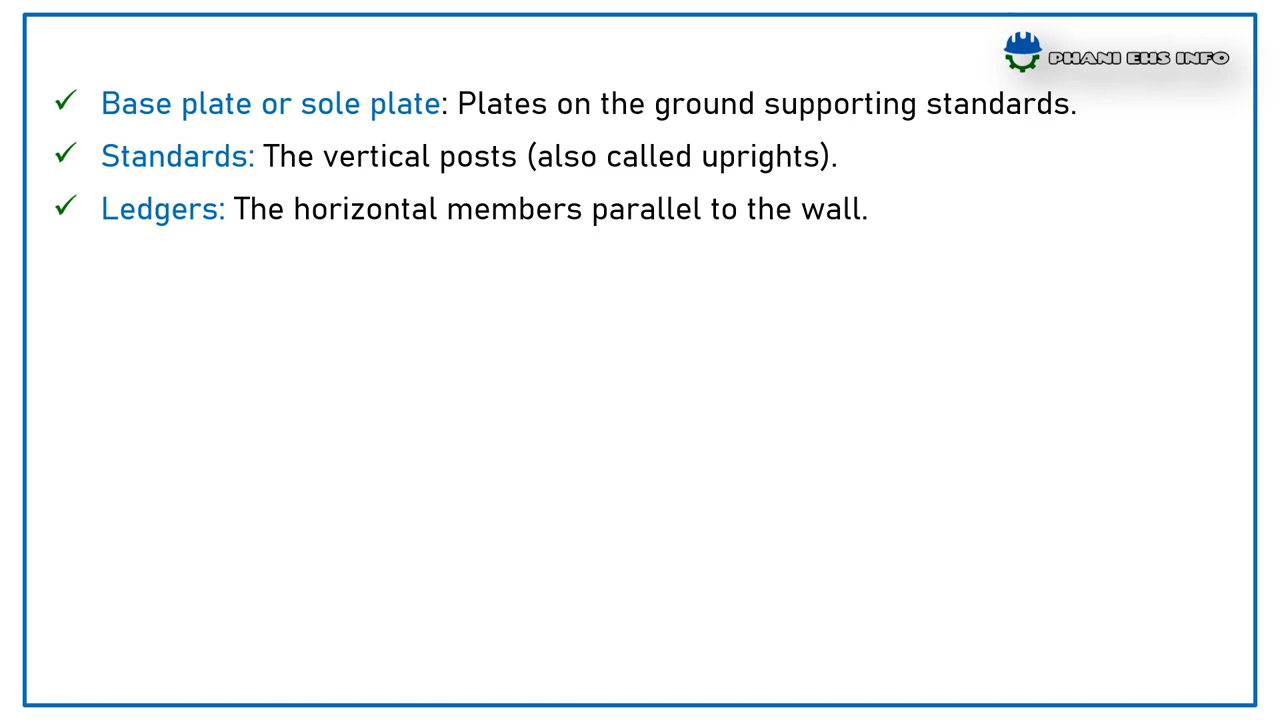 PHANI EHS INFO
✓ Base plate or sole plate: Plates on the ground supporting standards.
✓ Standards: The vertical posts (also called uprights).
✓ Ledgers: The horizontal members parallel to the wall.